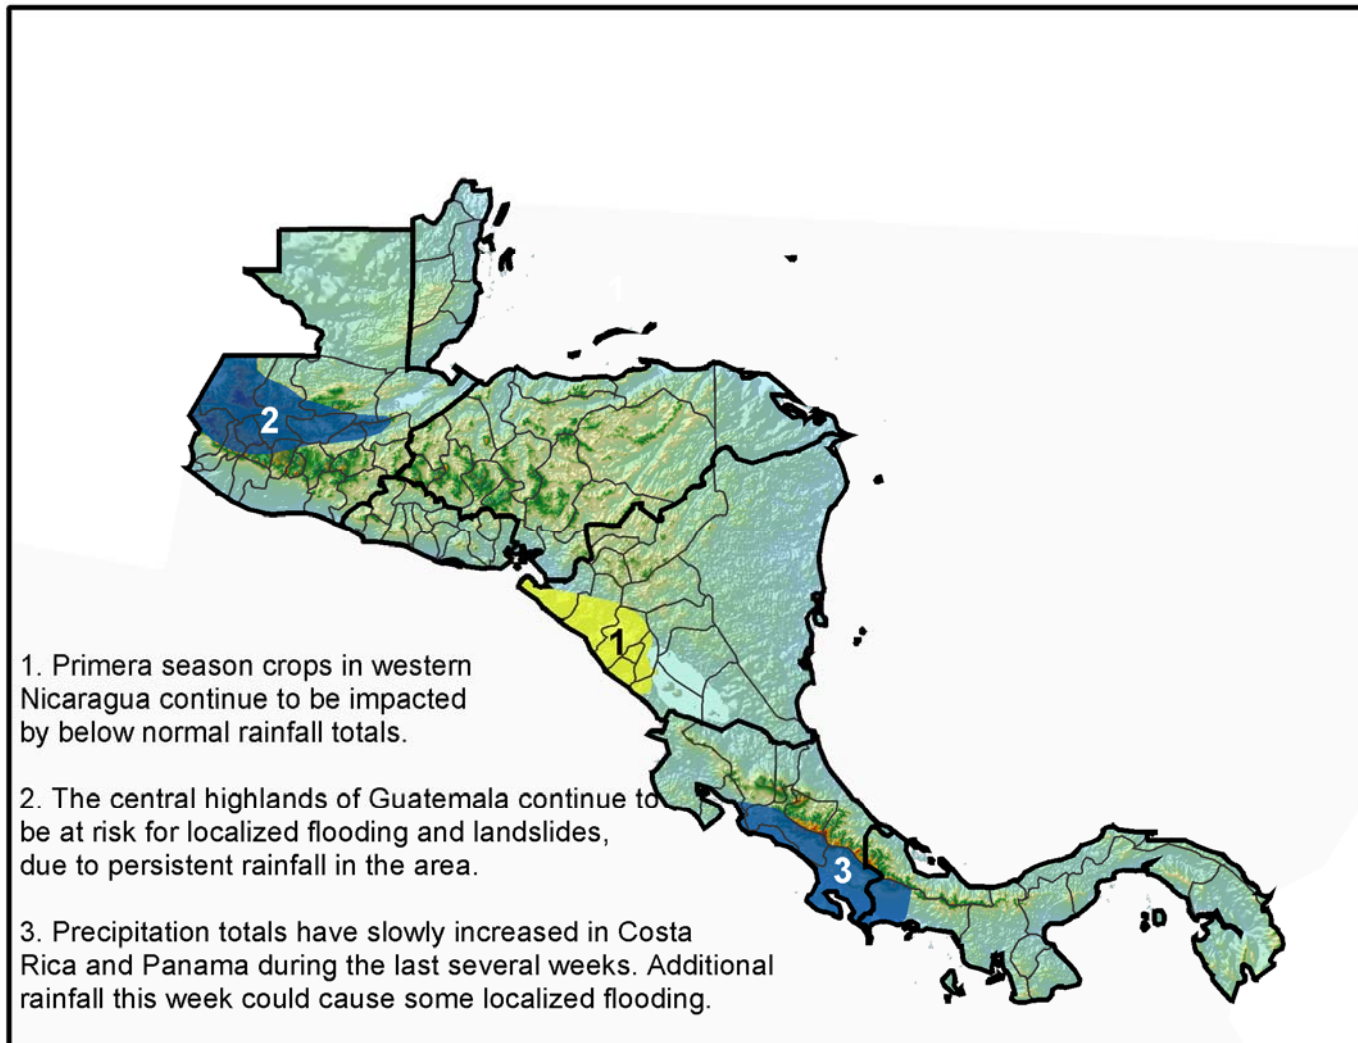 2
1
1. Primera season crops in western
Nicaragua continue to be impacted
by below normal rainfall totals.
2. The central highlands of Guatemala continue to
be at risk for localized flooding and landslides,
due to persistent rainfall in the area.
3
3. Precipitation totals have slowly increased in Costa
Rica and Panama during the last several weeks. Additional
rainfall this week could cause some localized flooding.